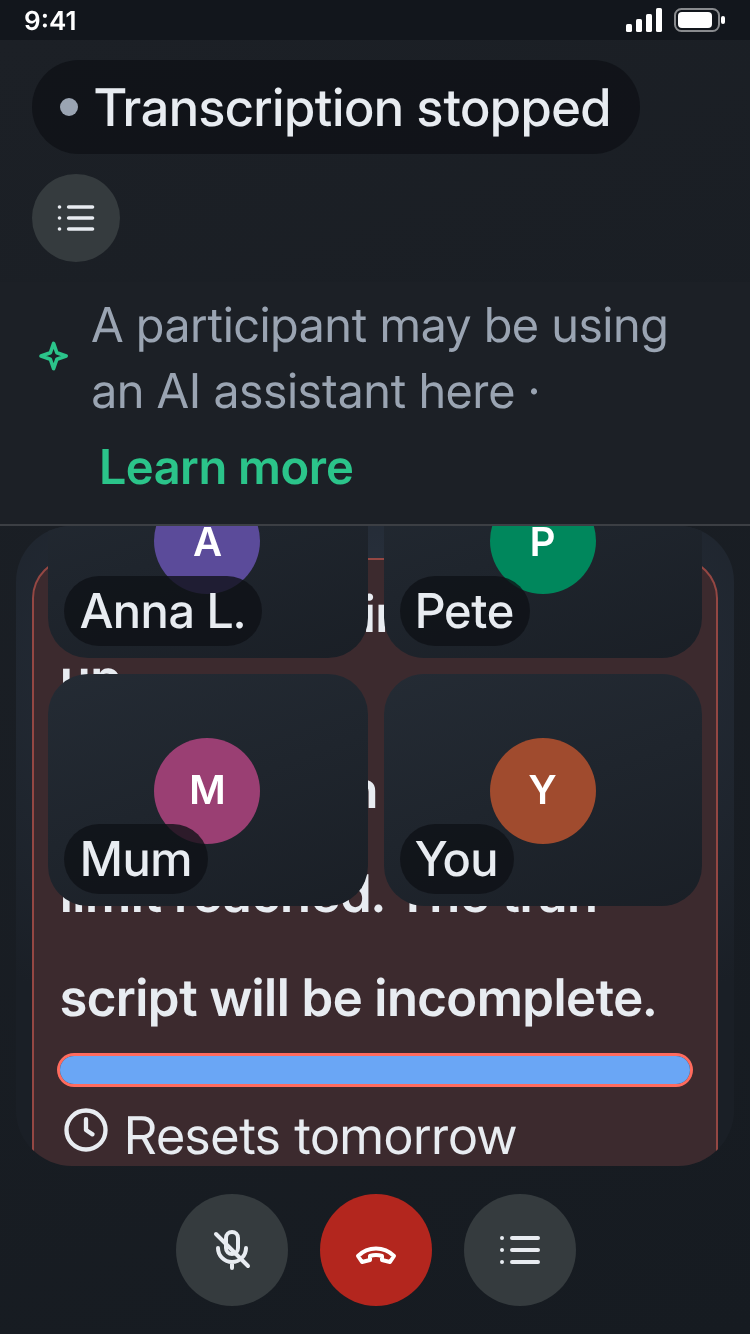 9:41
Transcription stopped
A participant may be using
an AI assistant here ·
Learn more
A
P
Anna L.
Pete
M
Y
Mum
You
script will be incomplete.
Resets tomorrow